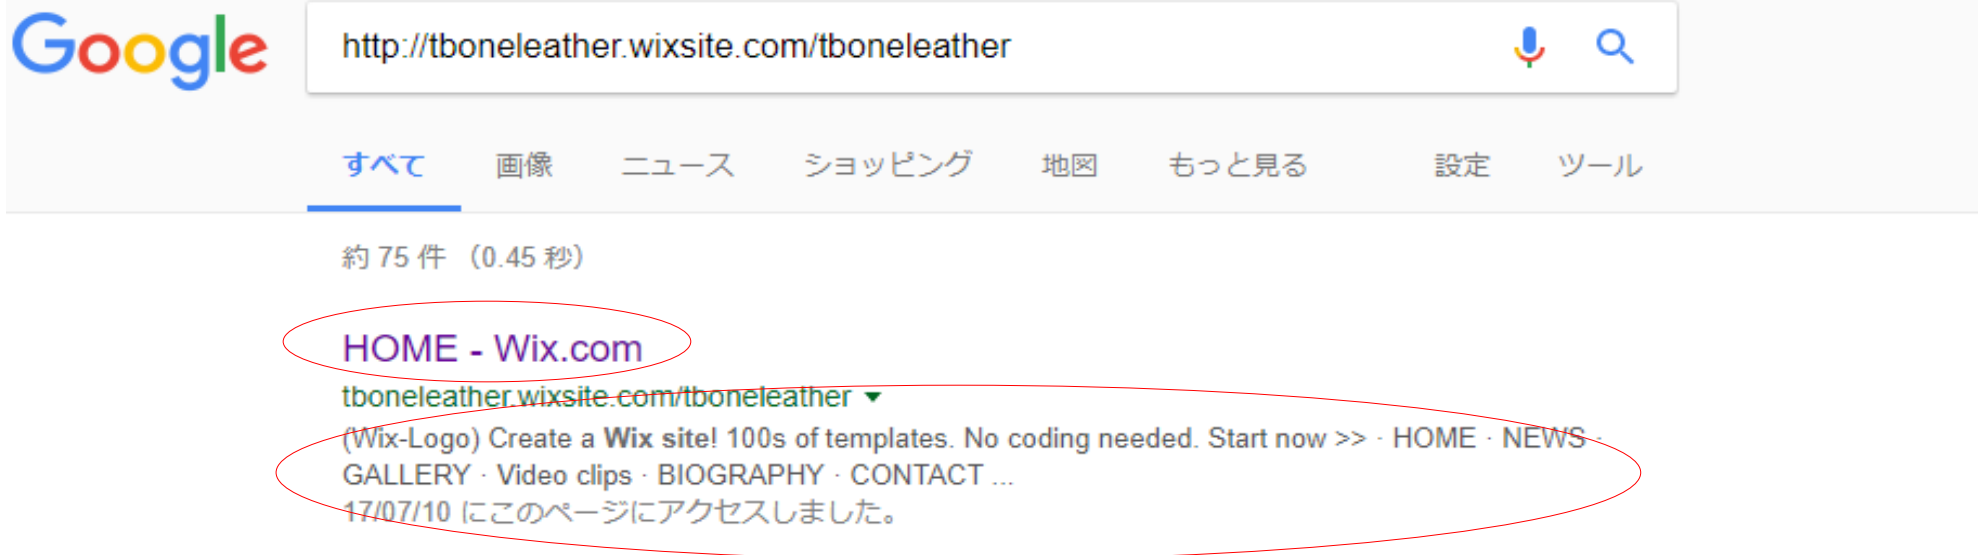 Google
http://tboneleather.wixsite.com/tboneleather
すべて 画像 ニュース ショッピング 地図 もっと見る 設定 ツール
約 75 件 （0.45 秒）
HOME - Wix.com
tboneleather.wixsite.com/tboneleather
(Wix-Logo) Create a Wix site! 100s of templates. No coding needed. Start now >> · HOME · NEWS ·
GALLERY · Video clips · BIOGRAPHY · CONTACT ...
17/07/10 にこのページにアクセスしました。